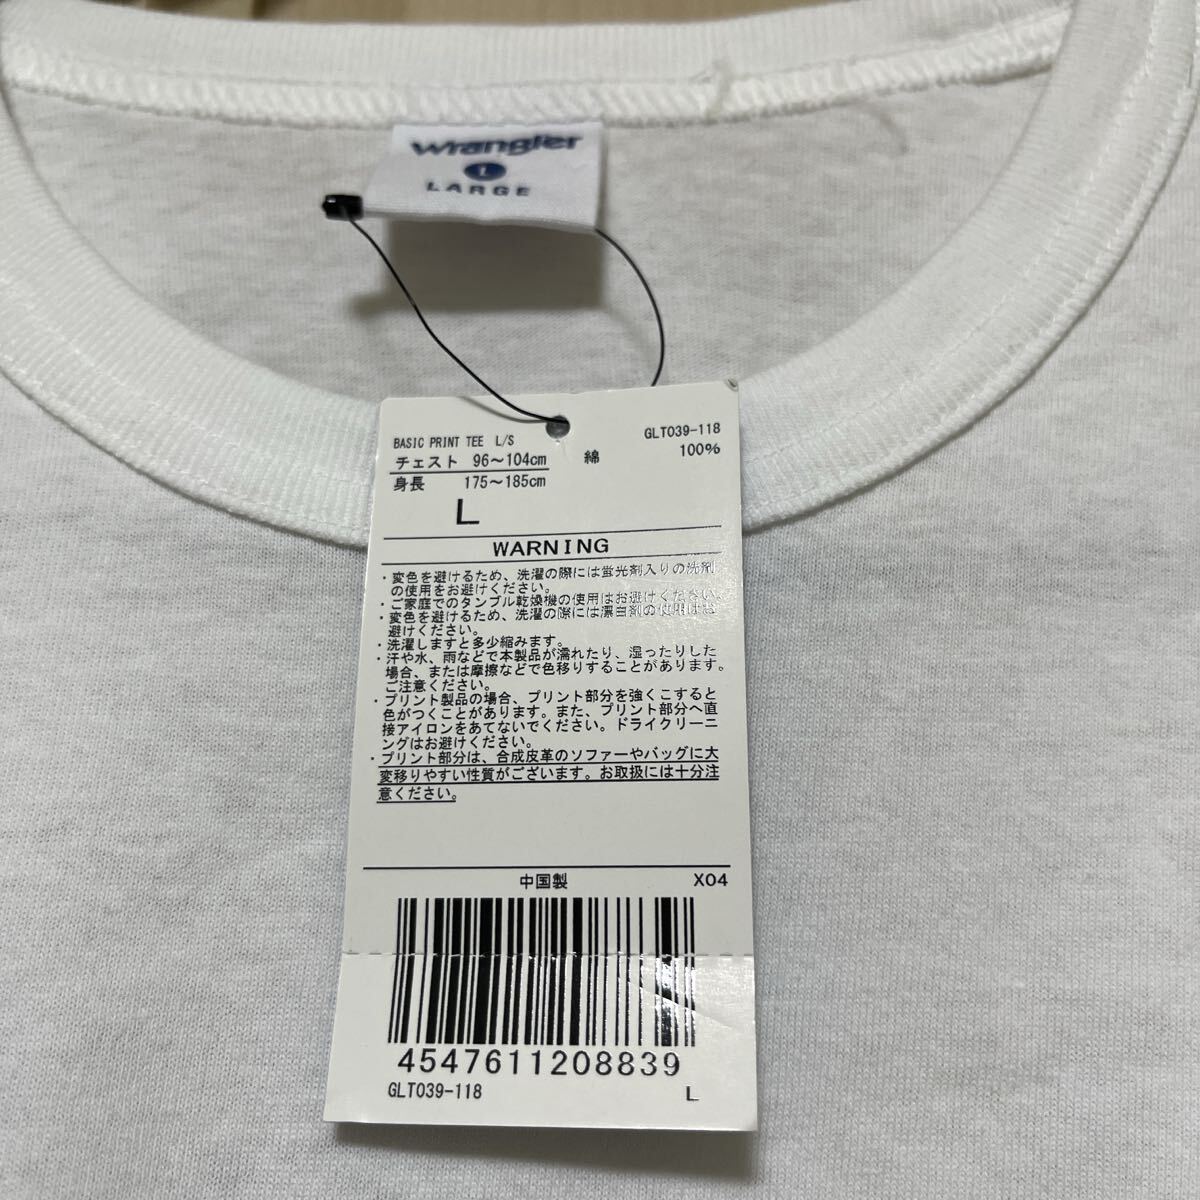 Wrangler
L
LARGE
BASIC PRINT TEE L/S
GLT039-118
チェスト 96～104cm
綿 100%
身長 175～185cm
L
WARNING
・変色を避けるため、洗濯の際には蛍光剤入りの洗剤
の使用をお避けください。
・ご家庭でのタンブル乾燥機の使用はお避けください。
・変色を避けるため、洗濯の際には漂白剤の使用はお
避けください。
・洗濯しますと多少縮みます。
・汗や水、雨などで本製品が濡れたり、湿ったりした
場合、または摩擦などで色移りすることがあります。
ご注意ください。
・プリント製品の場合、プリント部分を強くこすると
色がつくことがあります。また、プリント部分へ直
接アイロンをあてないでください。ドライクリーニ
ングはお避けください。
・プリント部分は、合成皮革のソファーやバッグに大
変移りやすい性質がございます。お取扱には十分注
意ください。
中国製 X04
4547611208839
GLT039-118 L